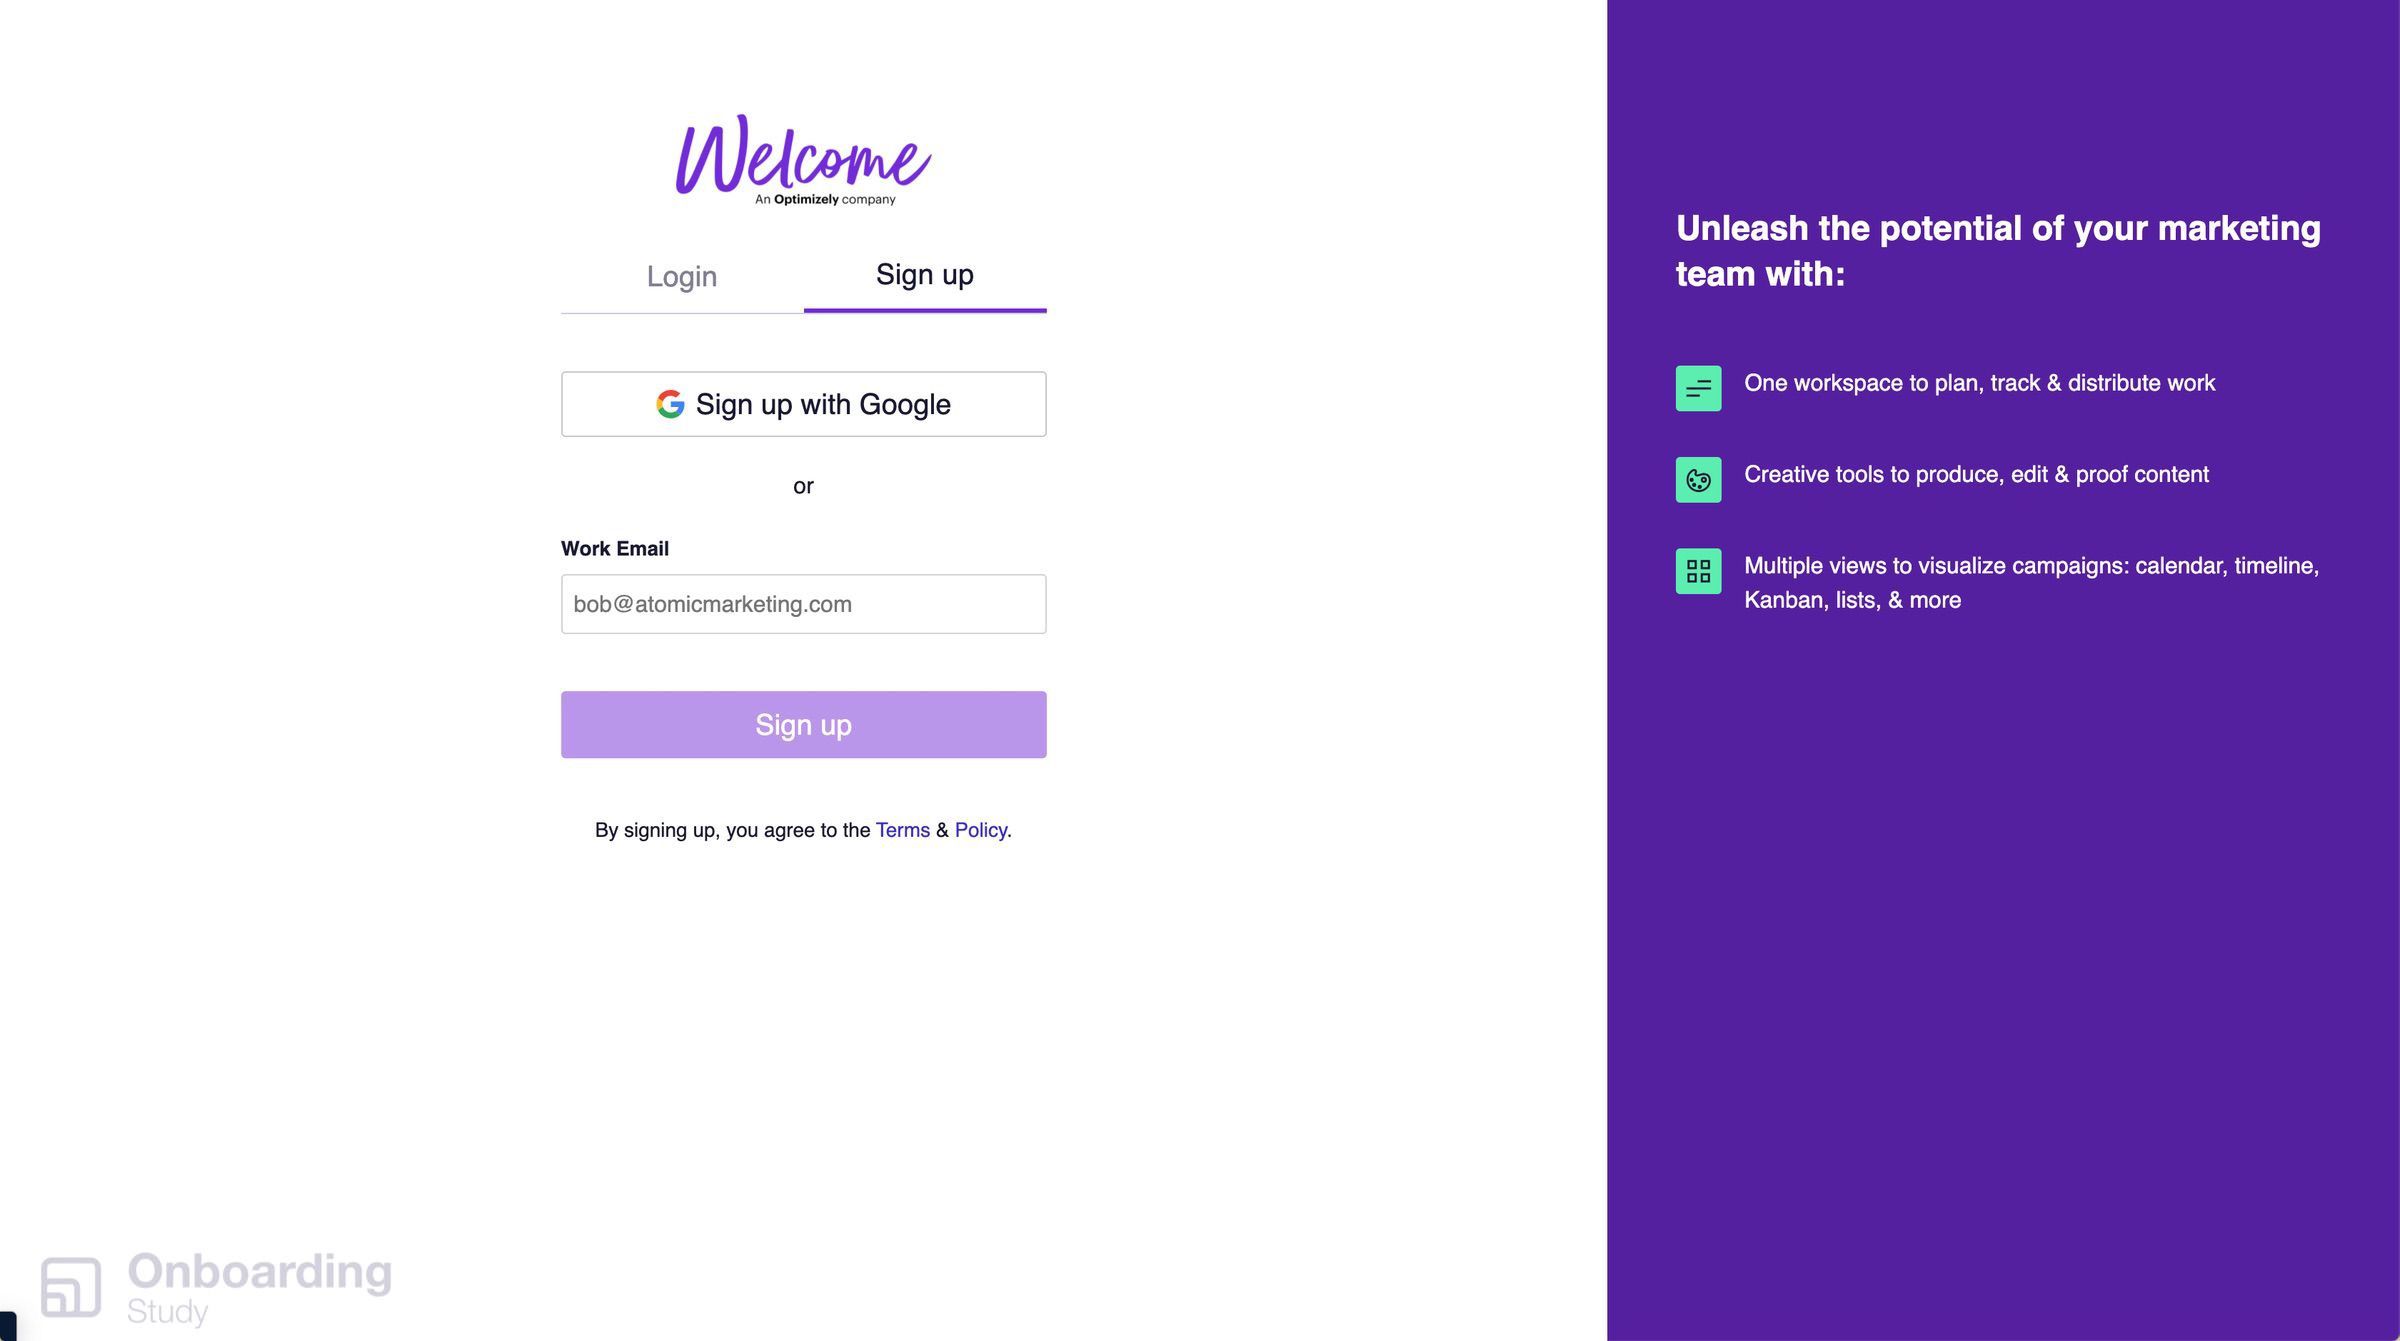 Welcome
An Optimizely company
Login
Sign up
Sign up with Google
or
Work Email
bob@atomicmarketing.com
Sign up
By signing up, you agree to the Terms & Policy.
Unleash the potential of your marketing
team with:
One workspace to plan, track & distribute work
Creative tools to produce, edit & proof content
Multiple views to visualize campaigns: calendar, timeline,
Kanban, lists, & more
Onboarding
Study